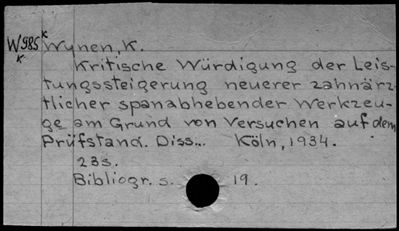 W985K Wynen, K.
K
Kritische Würdigung der Leis-
tungssteigerung neuerer zahnärz-
tlicher spanabhebender Werkzeu-
ge am Grund von Versuchen auf dem
Prüfstand. Diss... Köln, 1934.
23s.
Bibliogr. s. 19.